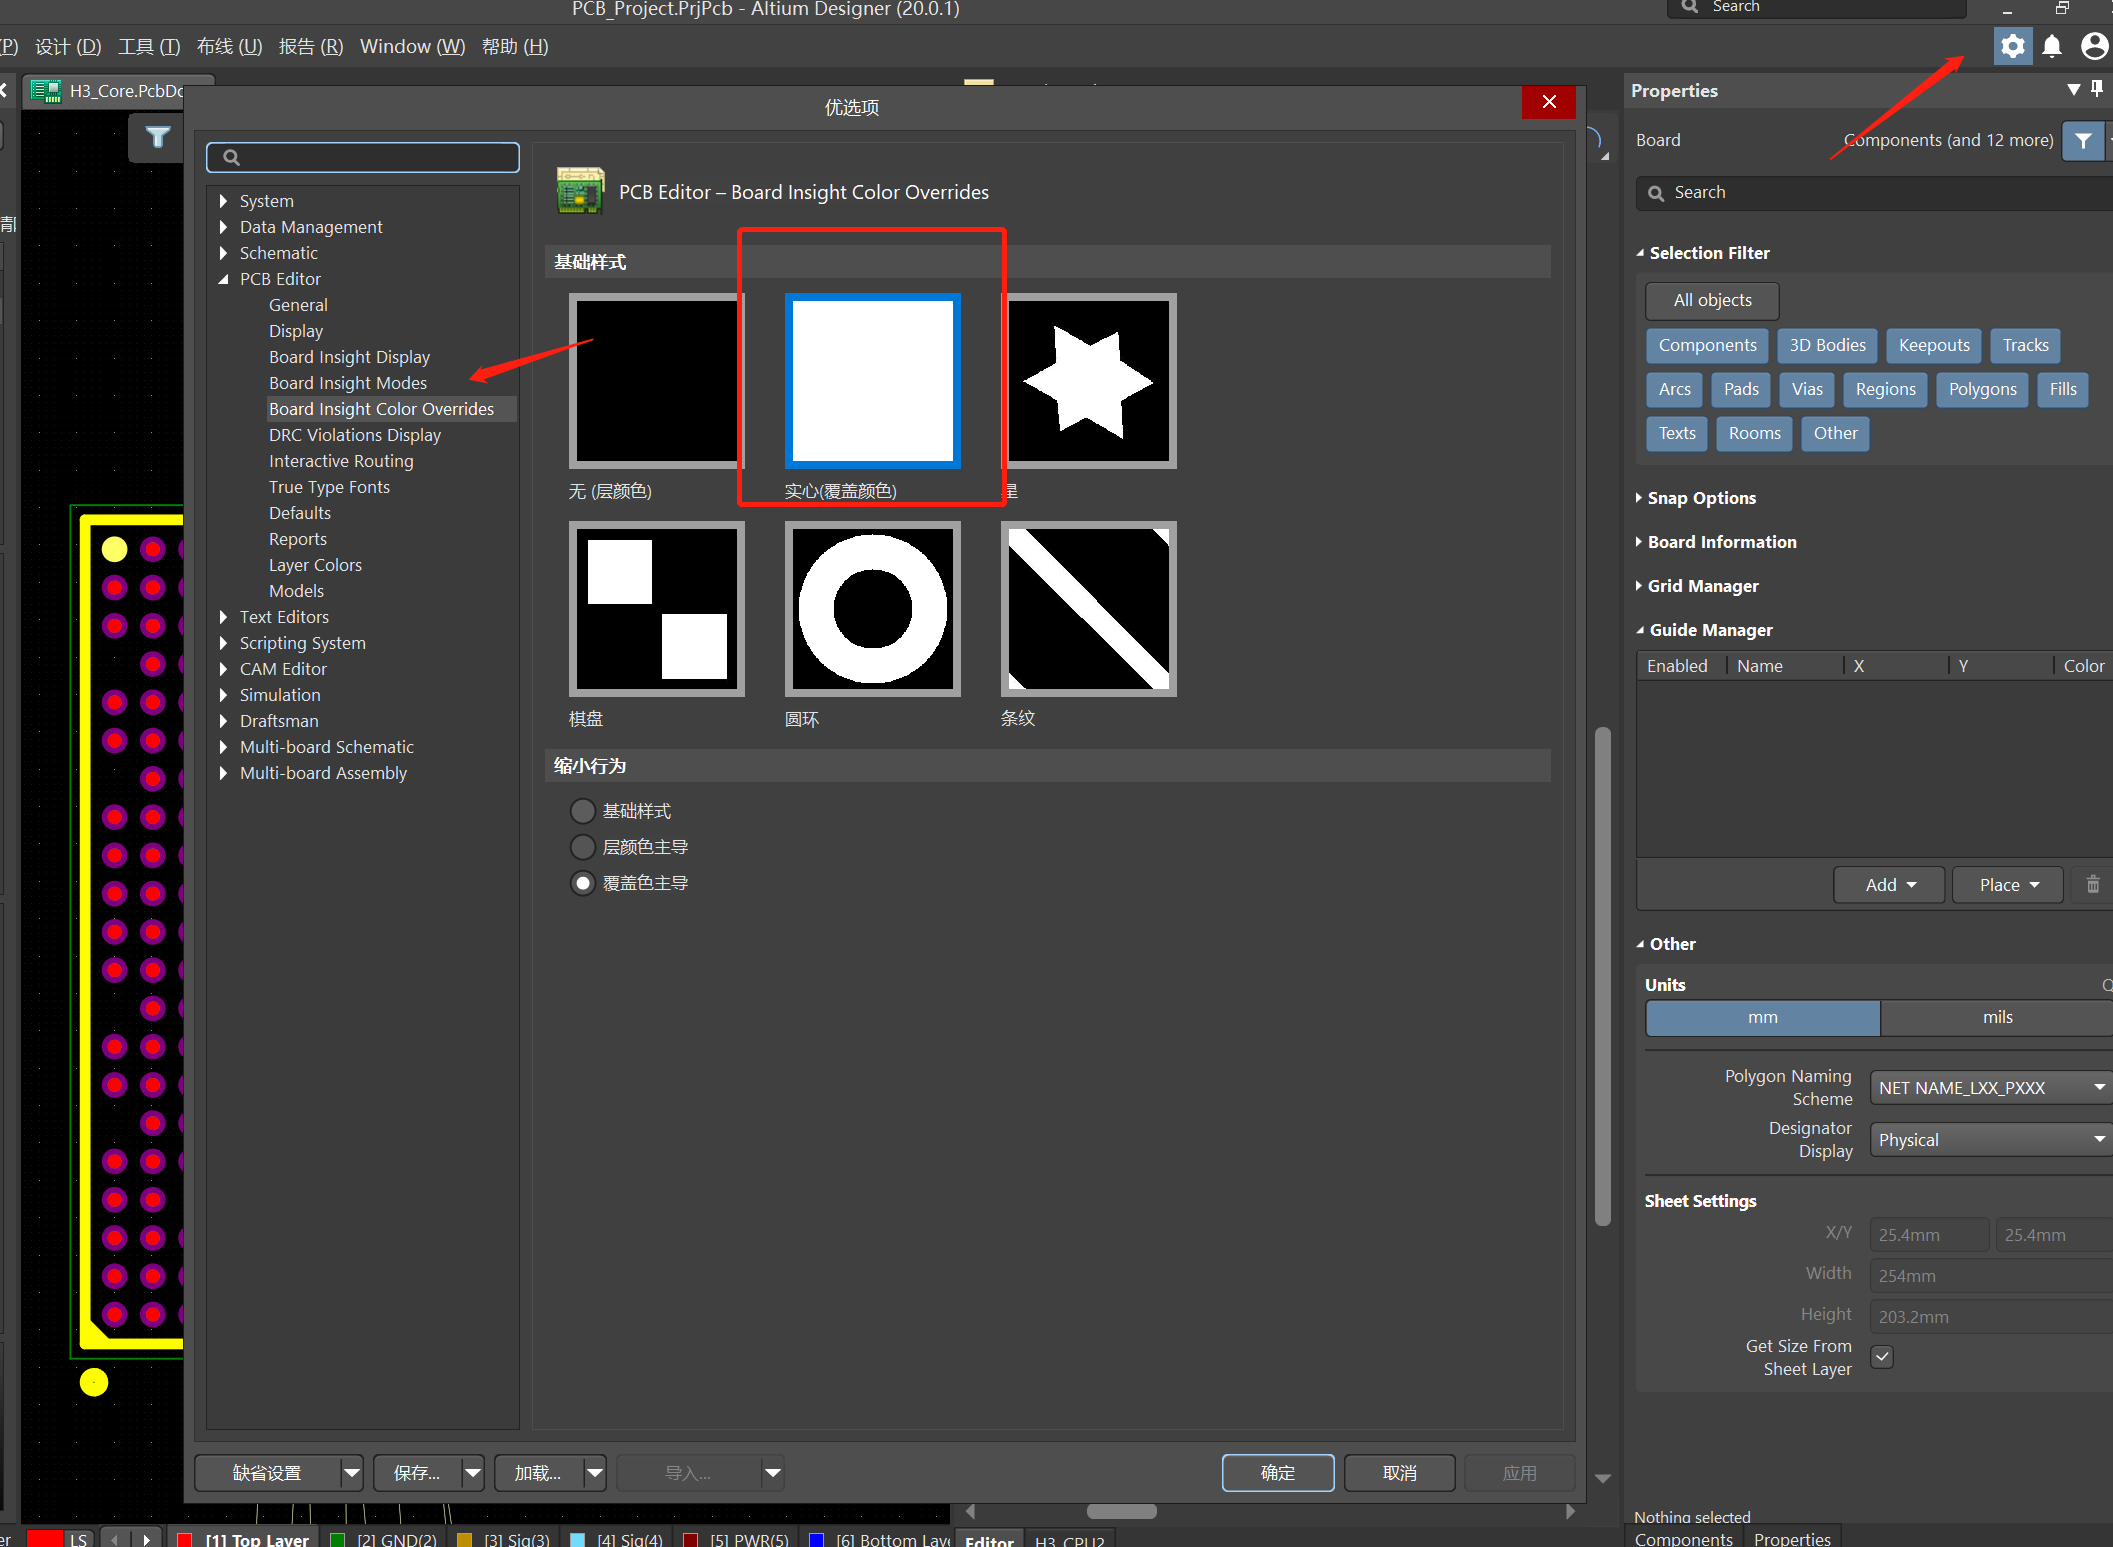 PCB_Project.PrjPcb - Altium Designer (20.0.1)
Search
(P) 设计 (D) 工具 (T) 布线 (U) 报告 (R) Window (W) 帮助 (H)
H3_Core.PcbDo
优选项
System
Data Management
Schematic
PCB Editor
General
Display
Board Insight Display
Board Insight Modes
Board Insight Color Overrides
DRC Violations Display
Interactive Routing
True Type Fonts
Defaults
Reports
Layer Colors
Models
Text Editors
Scripting System
CAM Editor
Simulation
Draftsman
Multi-board Schematic
Multi-board Assembly
PCB Editor – Board Insight Color Overrides
基础样式
无 (层颜色) 实心(覆盖颜色) 星
棋盘 圆环 条纹
缩小行为
基础样式
层颜色主导
覆盖色主导
缺省设置 保存... 加载... 导入... 确定 取消 应用
Properties
Board Components (and 12 more)
Search
Selection Filter
All objects
Components 3D Bodies Keepouts Tracks
Arcs Pads Vias Regions Polygons Fills
Texts Rooms Other
Snap Options
Board Information
Grid Manager
Guide Manager
Enabled Name X Y Color
Add Place
Other
Units
mm mils
Polygon Naming
Scheme
NET NAME_LXX_PXXX
Designator
Display
Physical
Sheet Settings
X/Y 25.4mm 25.4mm
Width 254mm
Height 203.2mm
Get Size From
Sheet Layer
Nothing selected
Components Properties
LS [1] Top Layer [2] GND(2) [3] Sig(3) [4] Sig(4) [5] PWR(5) [6] Bottom Laye
Editor H3_CPU2